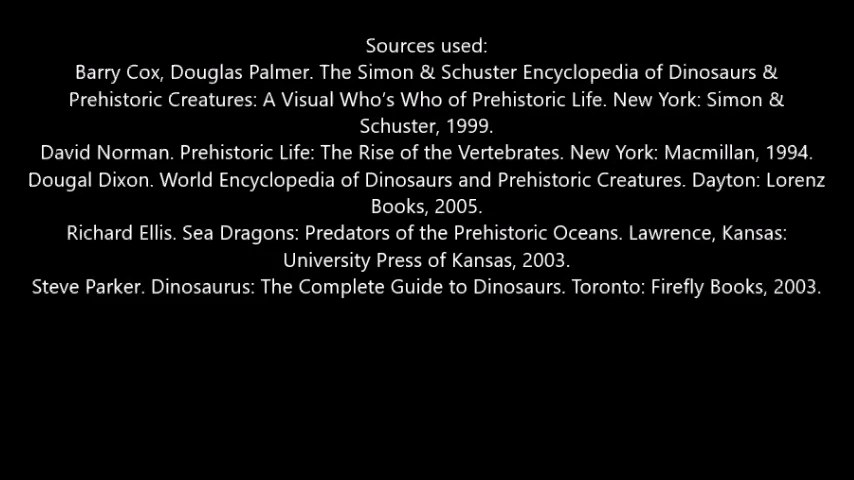 Sources used:
Barry Cox, Douglas Palmer. The Simon & Schuster Encyclopedia of Dinosaurs &
Prehistoric Creatures: A Visual Who’s Who of Prehistoric Life. New York: Simon &
Schuster, 1999.
David Norman. Prehistoric Life: The Rise of the Vertebrates. New York: Macmillan, 1994.
Dougal Dixon. World Encyclopedia of Dinosaurs and Prehistoric Creatures. Dayton: Lorenz
Books, 2005.
Richard Ellis. Sea Dragons: Predators of the Prehistoric Oceans. Lawrence, Kansas:
University Press of Kansas, 2003.
Steve Parker. Dinosaurus: The Complete Guide to Dinosaurs. Toronto: Firefly Books, 2003.